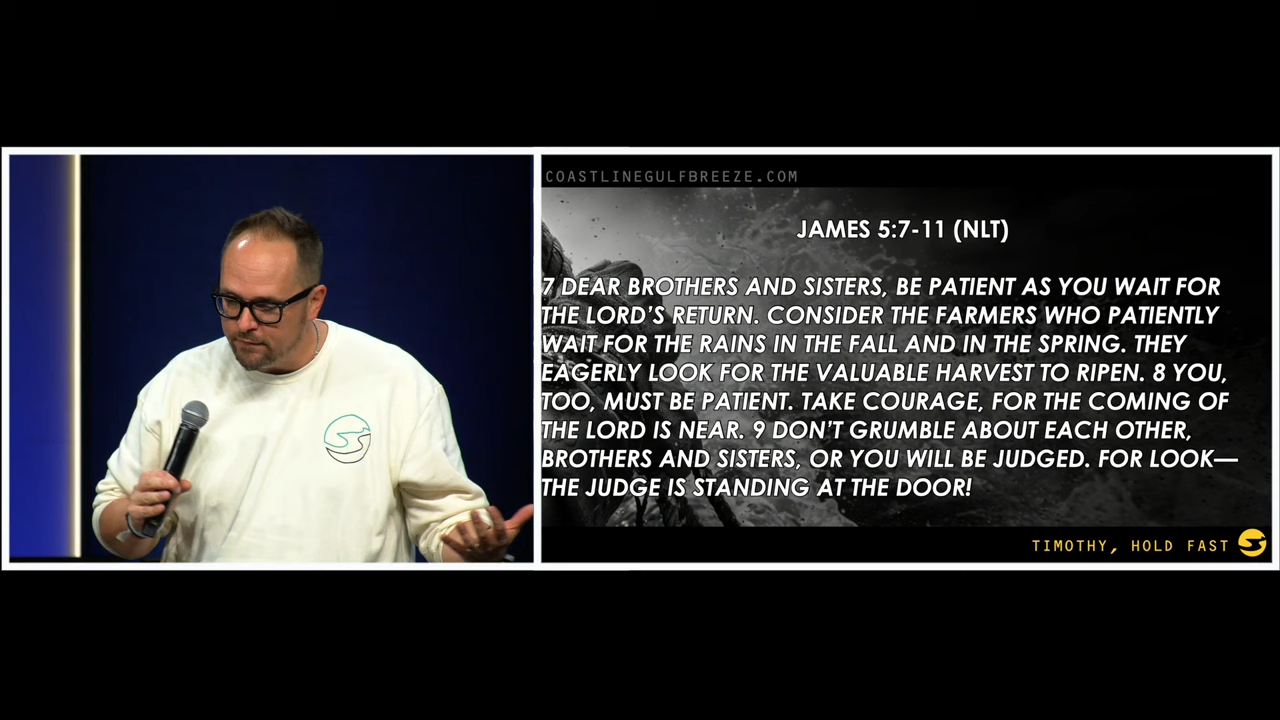 COASTLINEGULFBREEZE.COM
JAMES 5:7-11 (NLT)
7 DEAR BROTHERS AND SISTERS, BE PATIENT AS YOU WAIT FOR
THE LORD'S RETURN. CONSIDER THE FARMERS WHO PATIENTLY
WAIT FOR THE RAINS IN THE FALL AND IN THE SPRING. THEY
EAGERLY LOOK FOR THE VALUABLE HARVEST TO RIPEN. 8 YOU,
TOO, MUST BE PATIENT. TAKE COURAGE, FOR THE COMING OF
THE LORD IS NEAR. 9 DON'T GRUMBLE ABOUT EACH OTHER,
BROTHERS AND SISTERS, OR YOU WILL BE JUDGED. FOR LOOK—
THE JUDGE IS STANDING AT THE DOOR!
TIMOTHY, HOLD FAST